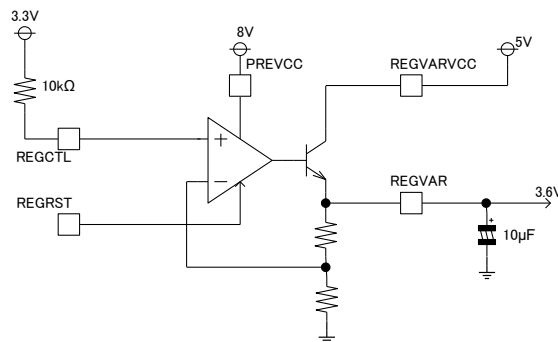 3.3V
8V
5V
PREVCC
REGVARVCC
10kΩ
+
REGCTL
−
REGVAR
3.6V
REGRST
+
10μF